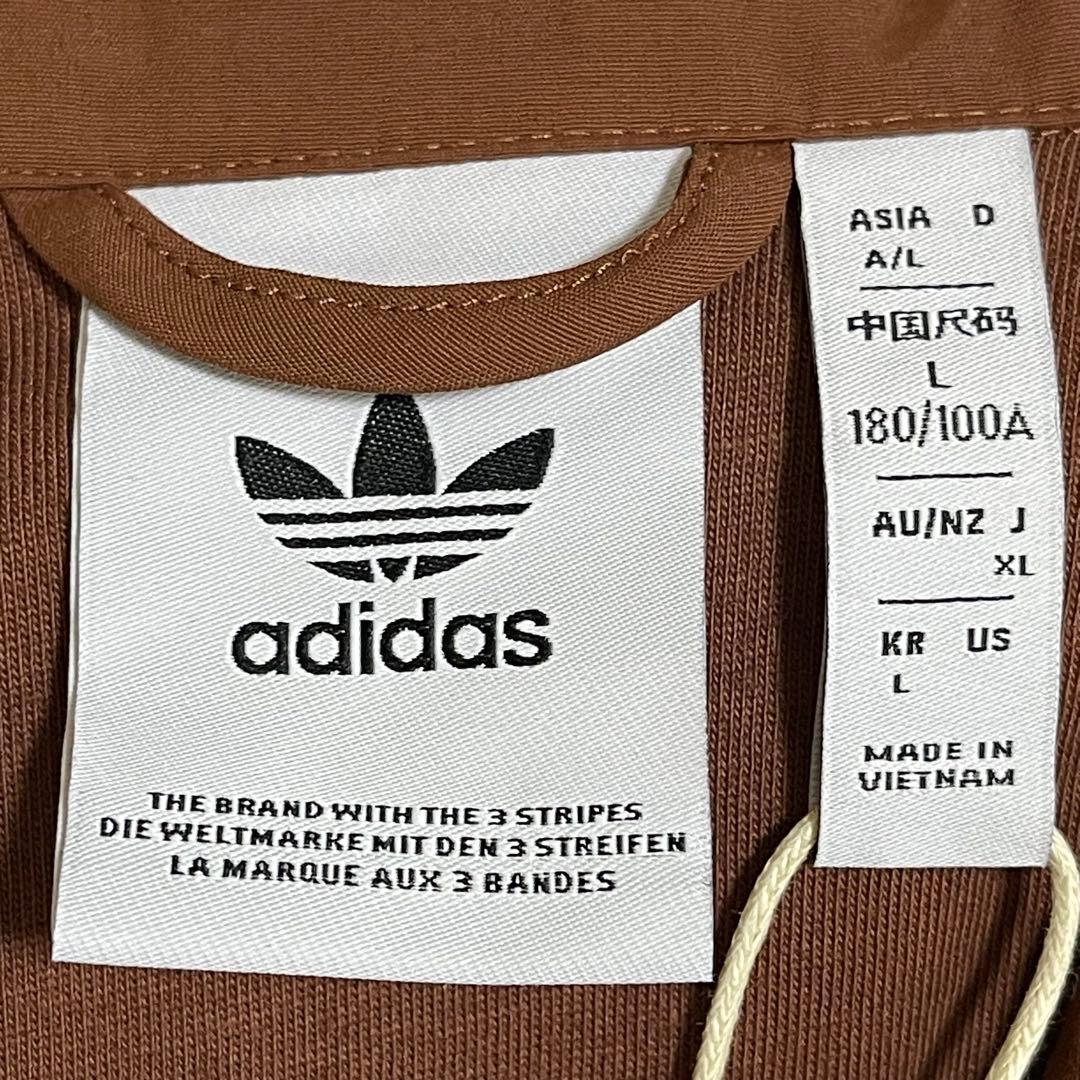 adidas
THE BRAND WITH THE 3 STRIPES
DIE WELTMARKE MIT DEN 3 STREIFEN
LA MARQUE AUX 3 BANDES
ASIA D
A/L
中国尺码
L
180/100A
AU/NZ J
XL
KR US
L
MADE IN
VIETNAM